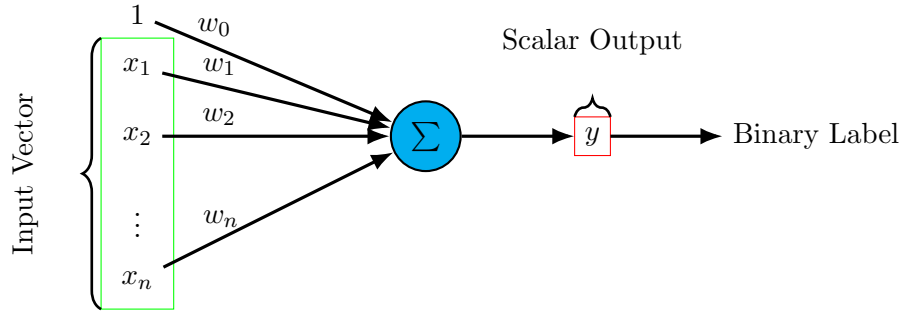 1
w₀
Scalar Output
x₁
w₁
x₂
w₂
Σ
y
Binary Label
Input Vector
⋮
wₙ
xₙ